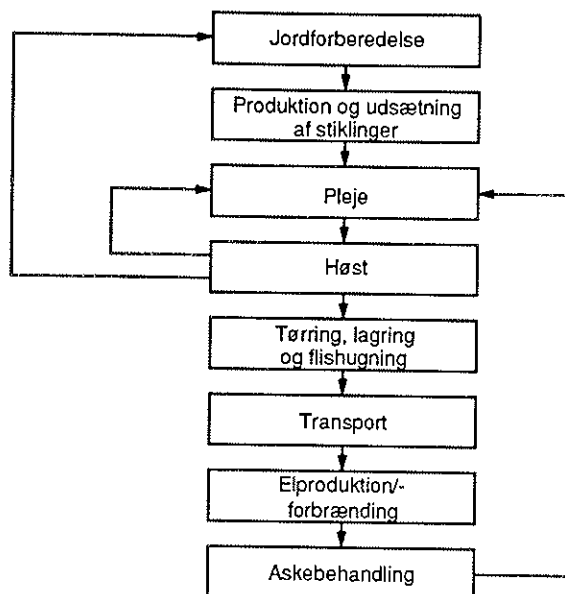 Jordforberedelse
Produktion og udsætning
af stiklinger
Pleje
Høst
Tørring, lagring
og flishugning
Transport
Elproduktion/-
forbrænding
Askebehandling